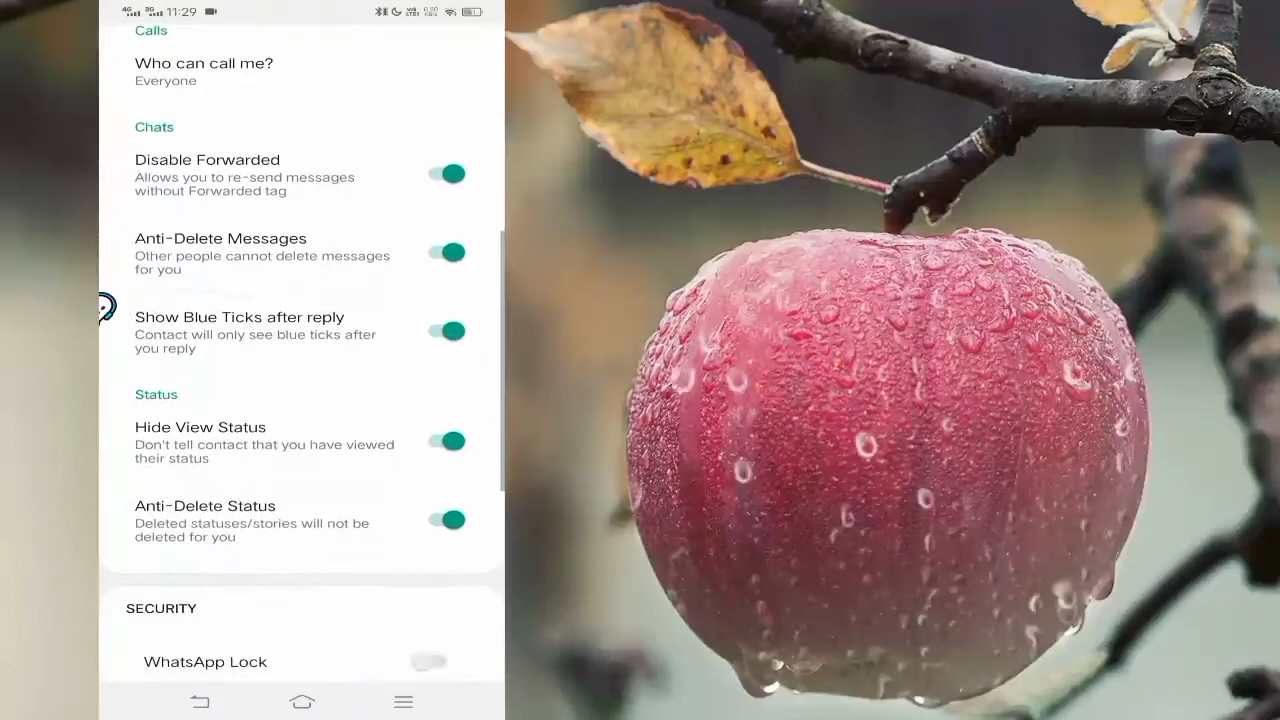 4G 3G 11:29
Calls
Who can call me?
Everyone
Chats
Disable Forwarded
Allows you to re-send messages
without Forwarded tag
Anti-Delete Messages
Other people cannot delete messages
for you
Show Blue Ticks after reply
Contact will only see blue ticks after
you reply
Status
Hide View Status
Don't tell contact that you have viewed
their status
Anti-Delete Status
Deleted statuses/stories will not be
deleted for you
SECURITY
WhatsApp Lock